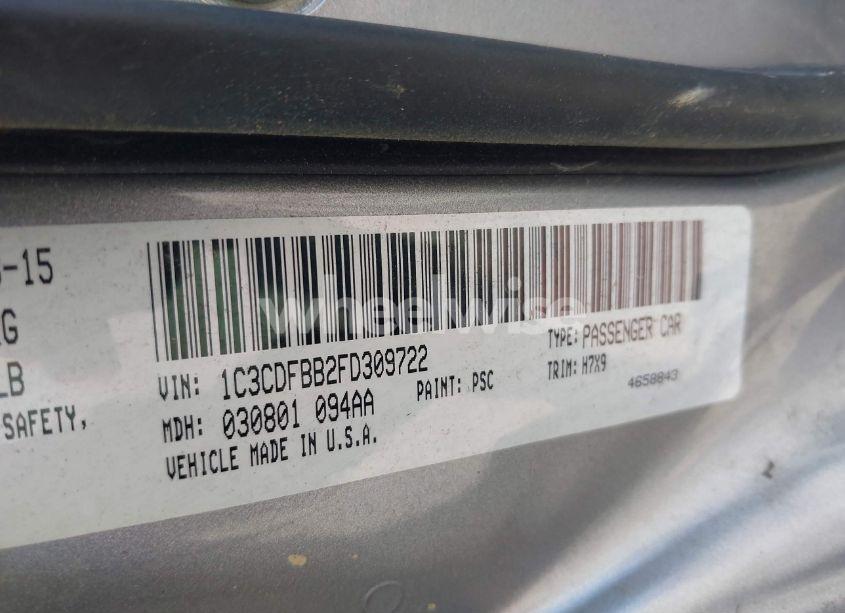 -15
G
LB
SAFETY,
wheelwise
VIN: 1C3CDFBB2FD309722
TYPE: PASSENGER CAR
MDH: 030801 094AA
PAINT: PSC
TRIM: H7X9
VEHICLE MADE IN U.S.A.
4658843